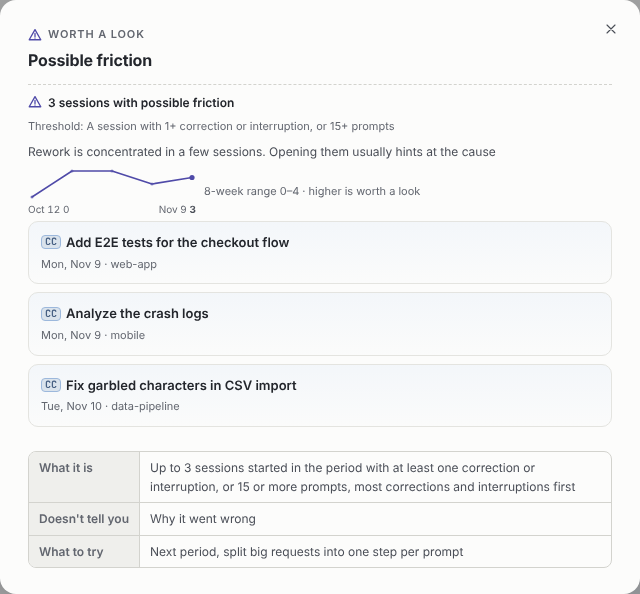 WORTH A LOOK
Possible friction
3 sessions with possible friction
Threshold: A session with 1+ correction or interruption, or 15+ prompts
Rework is concentrated in a few sessions. Opening them usually hints at the cause
8-week range 0–4 · higher is worth a look
Oct 12 0
Nov 9 3
CC Add E2E tests for the checkout flow
Mon, Nov 9 · web-app
CC Analyze the crash logs
Mon, Nov 9 · mobile
CC Fix garbled characters in CSV import
Tue, Nov 10 · data-pipeline
What it is
Up to 3 sessions started in the period with at least one correction or
interruption, or 15 or more prompts, most corrections and interruptions first
Doesn't tell you
Why it went wrong
What to try
Next period, split big requests into one step per prompt